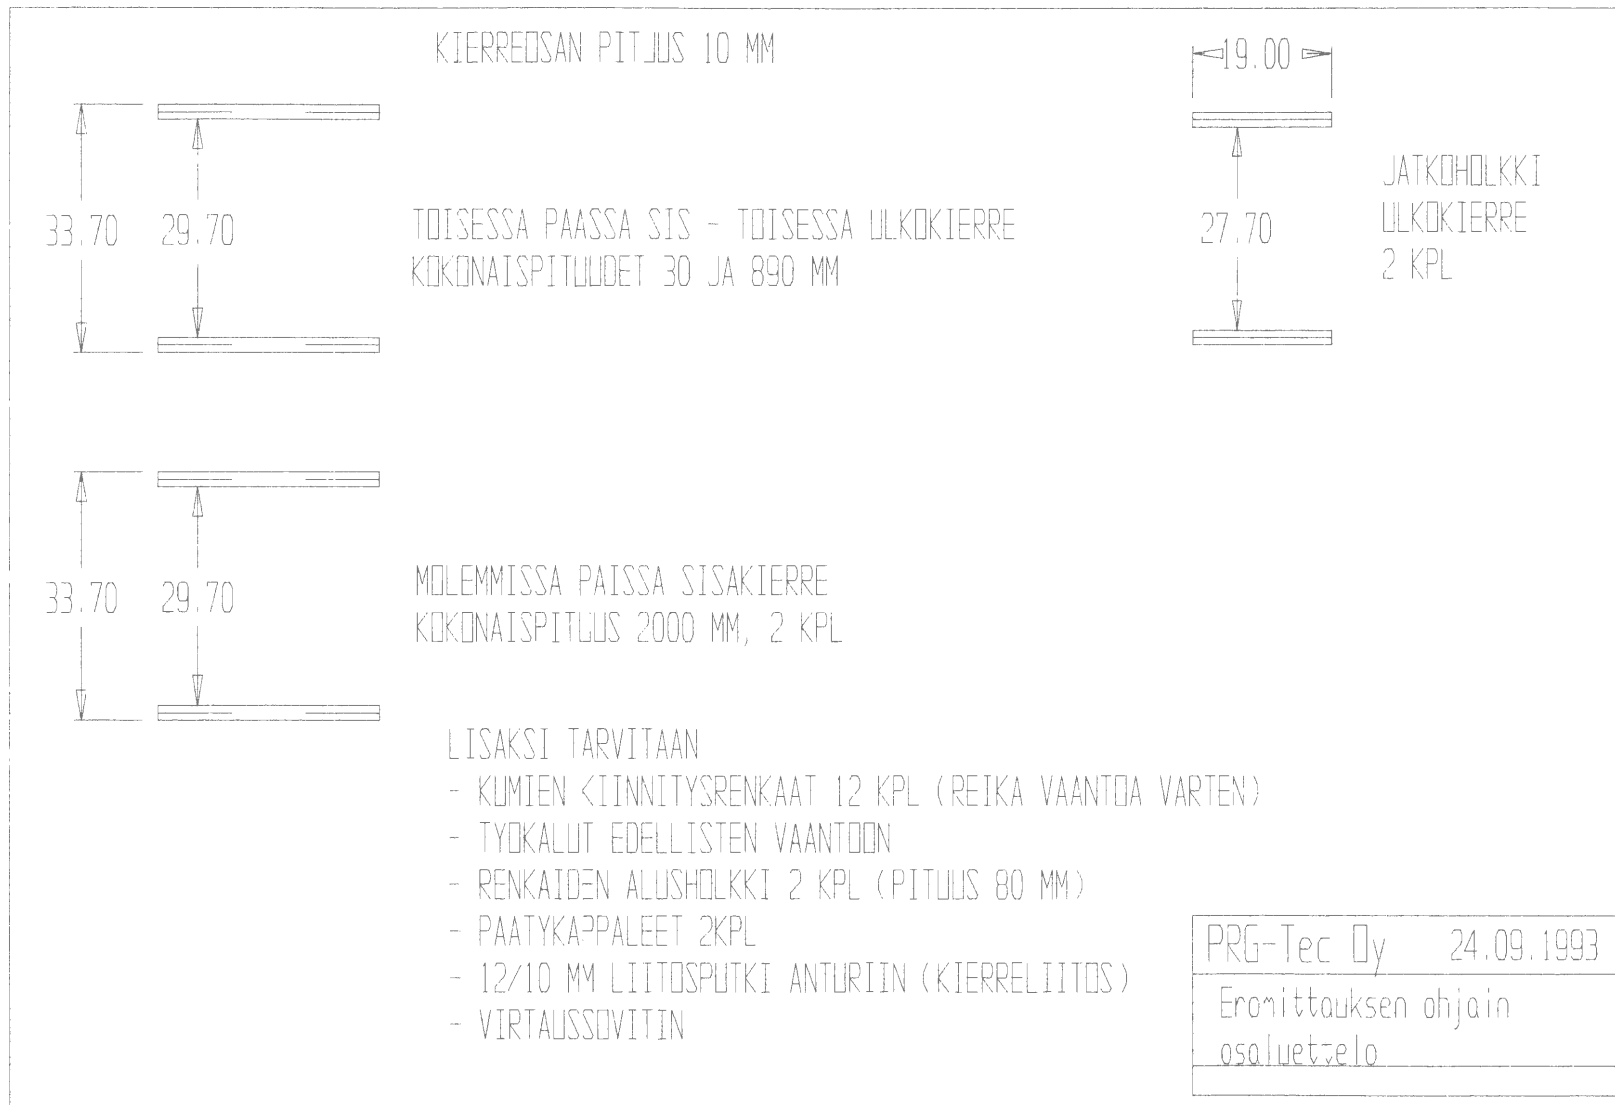 KIERREOSAN PITUUS 10 MM
19.00
33.70
29.70
TOISESSA PAASSA SIS - TOISESSA ULKOKIERRE
KOKONAISPITUUDET 30 JA 890 MM
27.70
JATKOHOLKKI
ULKOKIERRE
2 KPL
33.70
29.70
MOLEMMISSA PAISSA SISAKIERRE
KOKONAISPITUUS 2000 MM, 2 KPL
LISAKSI TARVITAAN
- KUMIEN KIINNITYSRENKAAT 12 KPL (REIKA VAANTOA VARTEN)
- TYOKALUT EDELLISTEN VAANTOON
- RENKAIDEN ALUSHOLKKI 2 KPL (PITUUS 80 MM)
- PAATYKAPPALEET 2KPL
- 12/10 MM LIITOSPUTKI ANTURIIN (KIERRELIITOS)
- VIRTAUSSOVITIN
PRG-Tec Oy 24.09.1993
Eromittauksen ohjain
osaluettelo